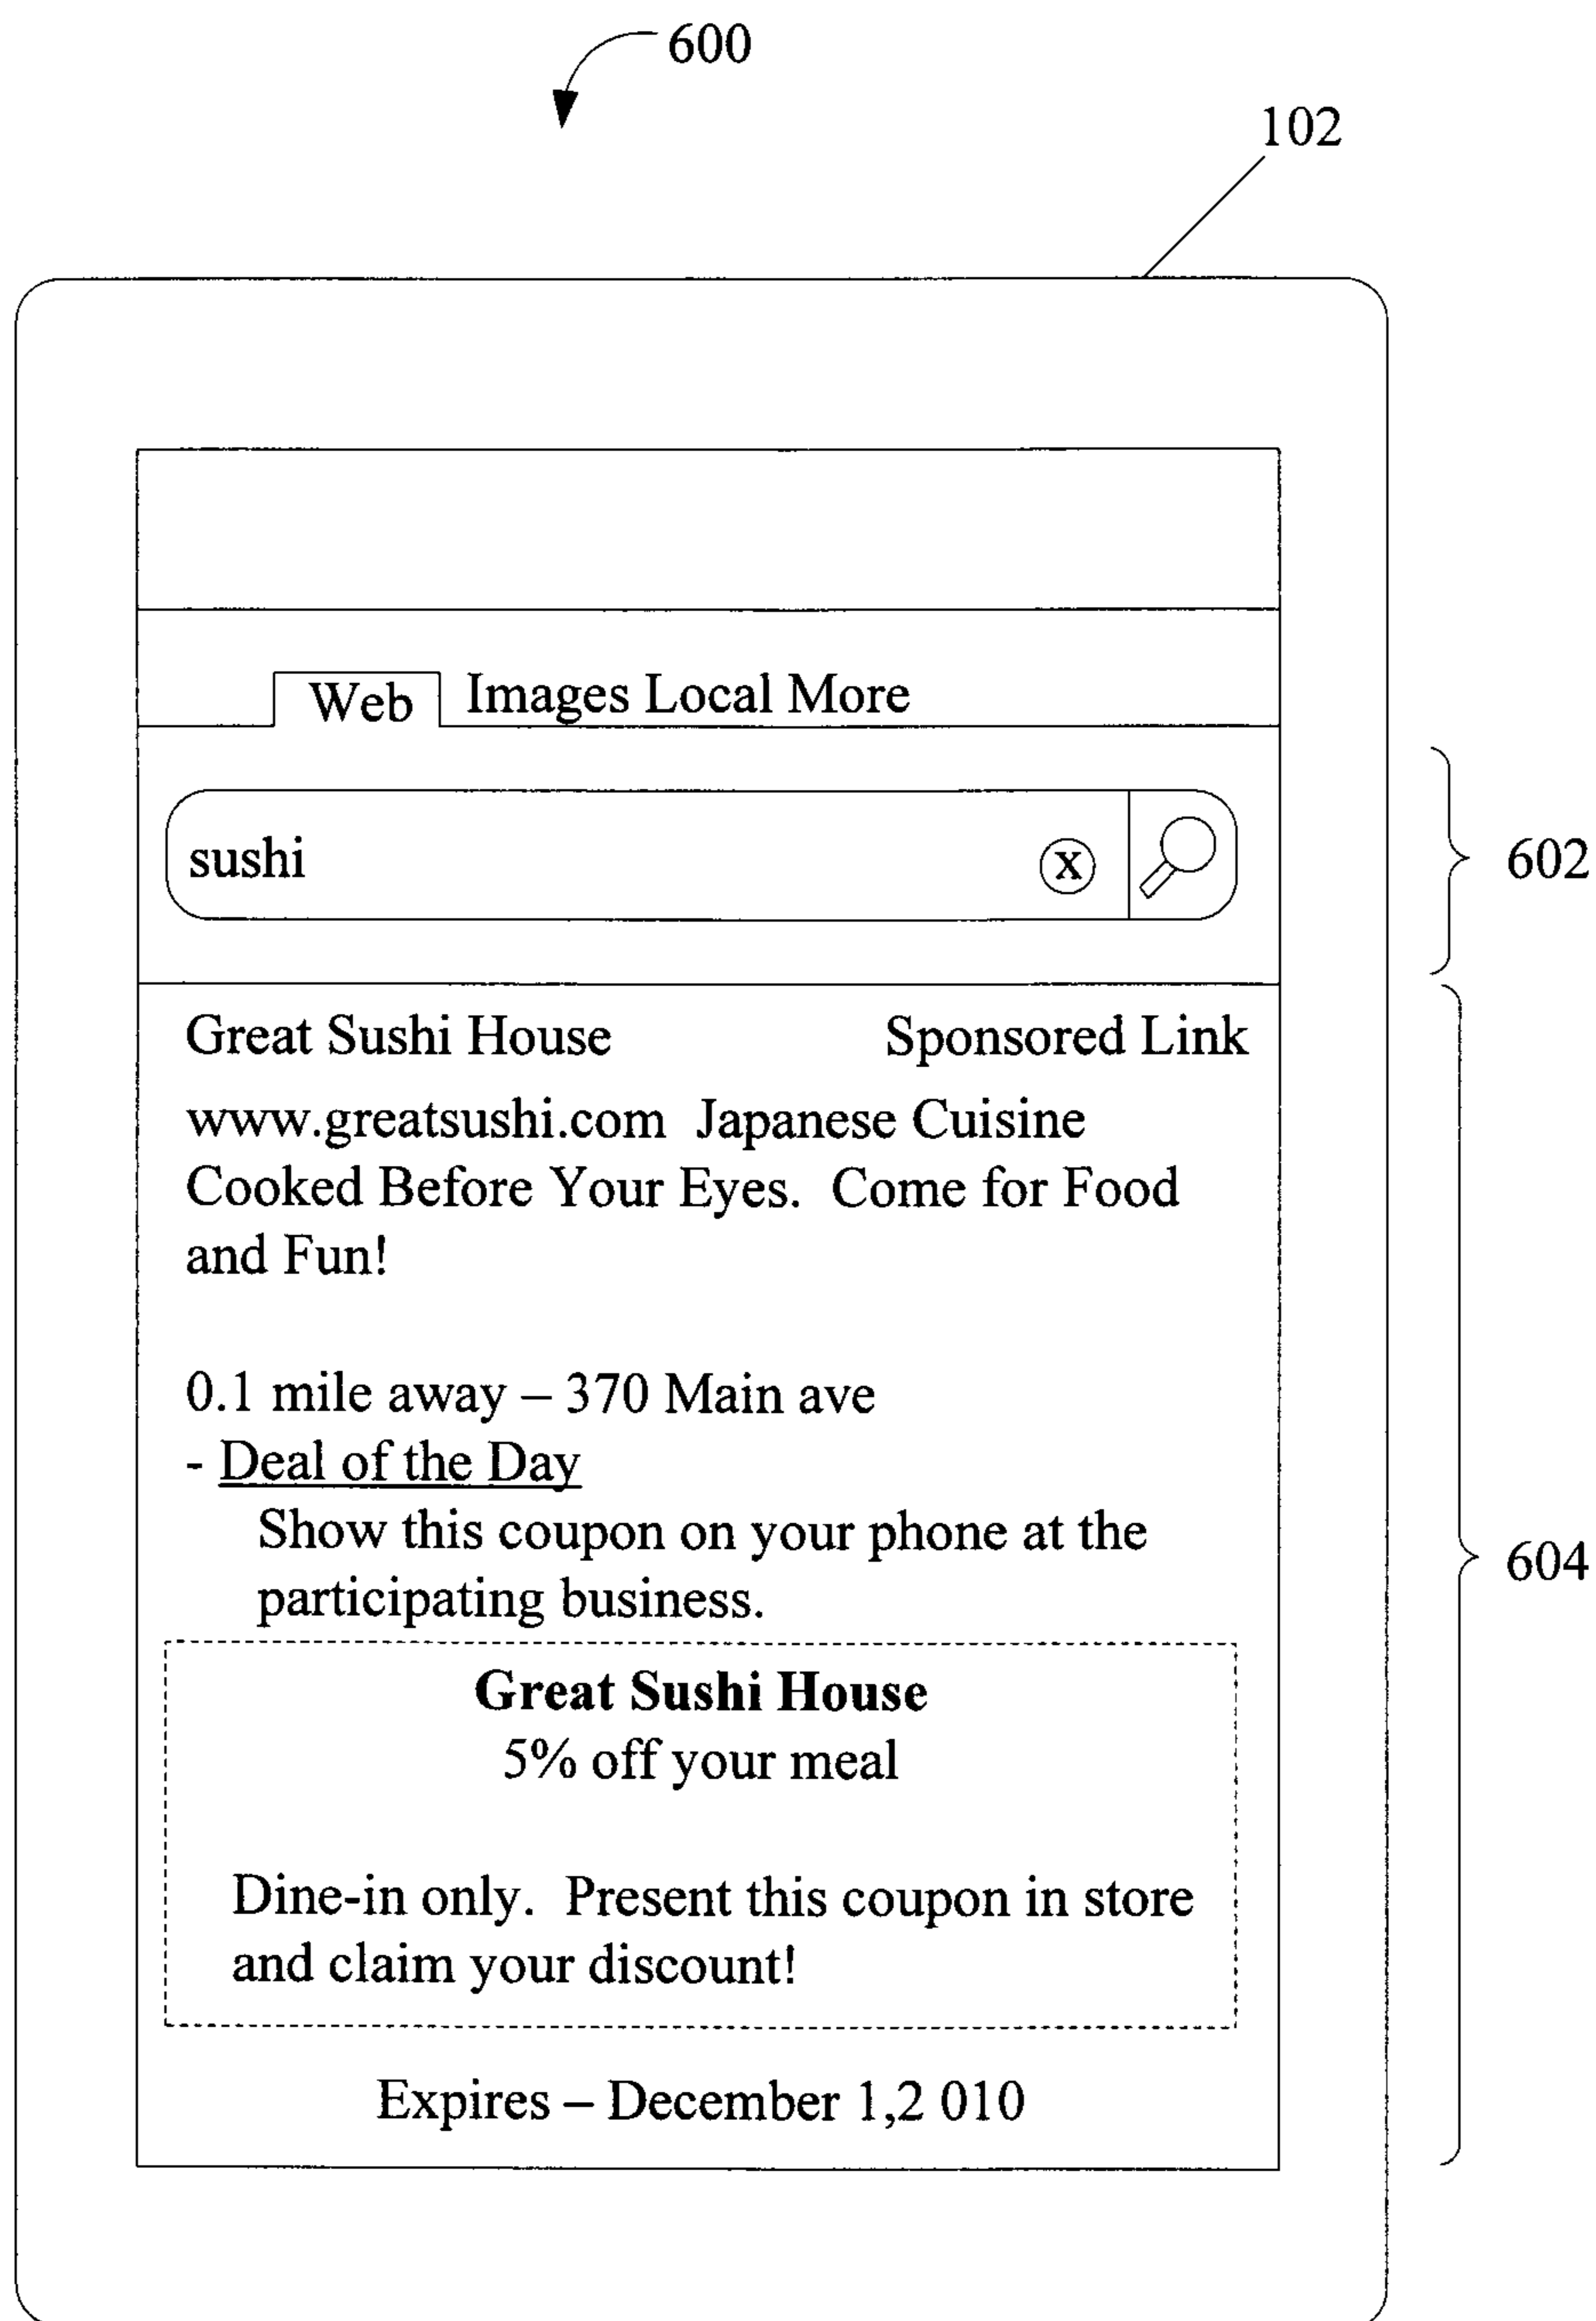 600
102
Web Images Local More
sushi X
602
Great Sushi House Sponsored Link
www.greatsushi.com Japanese Cuisine
Cooked Before Your Eyes. Come for Food
and Fun!
0.1 mile away – 370 Main ave
- Deal of the Day
Show this coupon on your phone at the
604
participating business.
Great Sushi House
5% off your meal
Dine-in only. Present this coupon in store
and claim your discount!
Expires – December 1,2 010